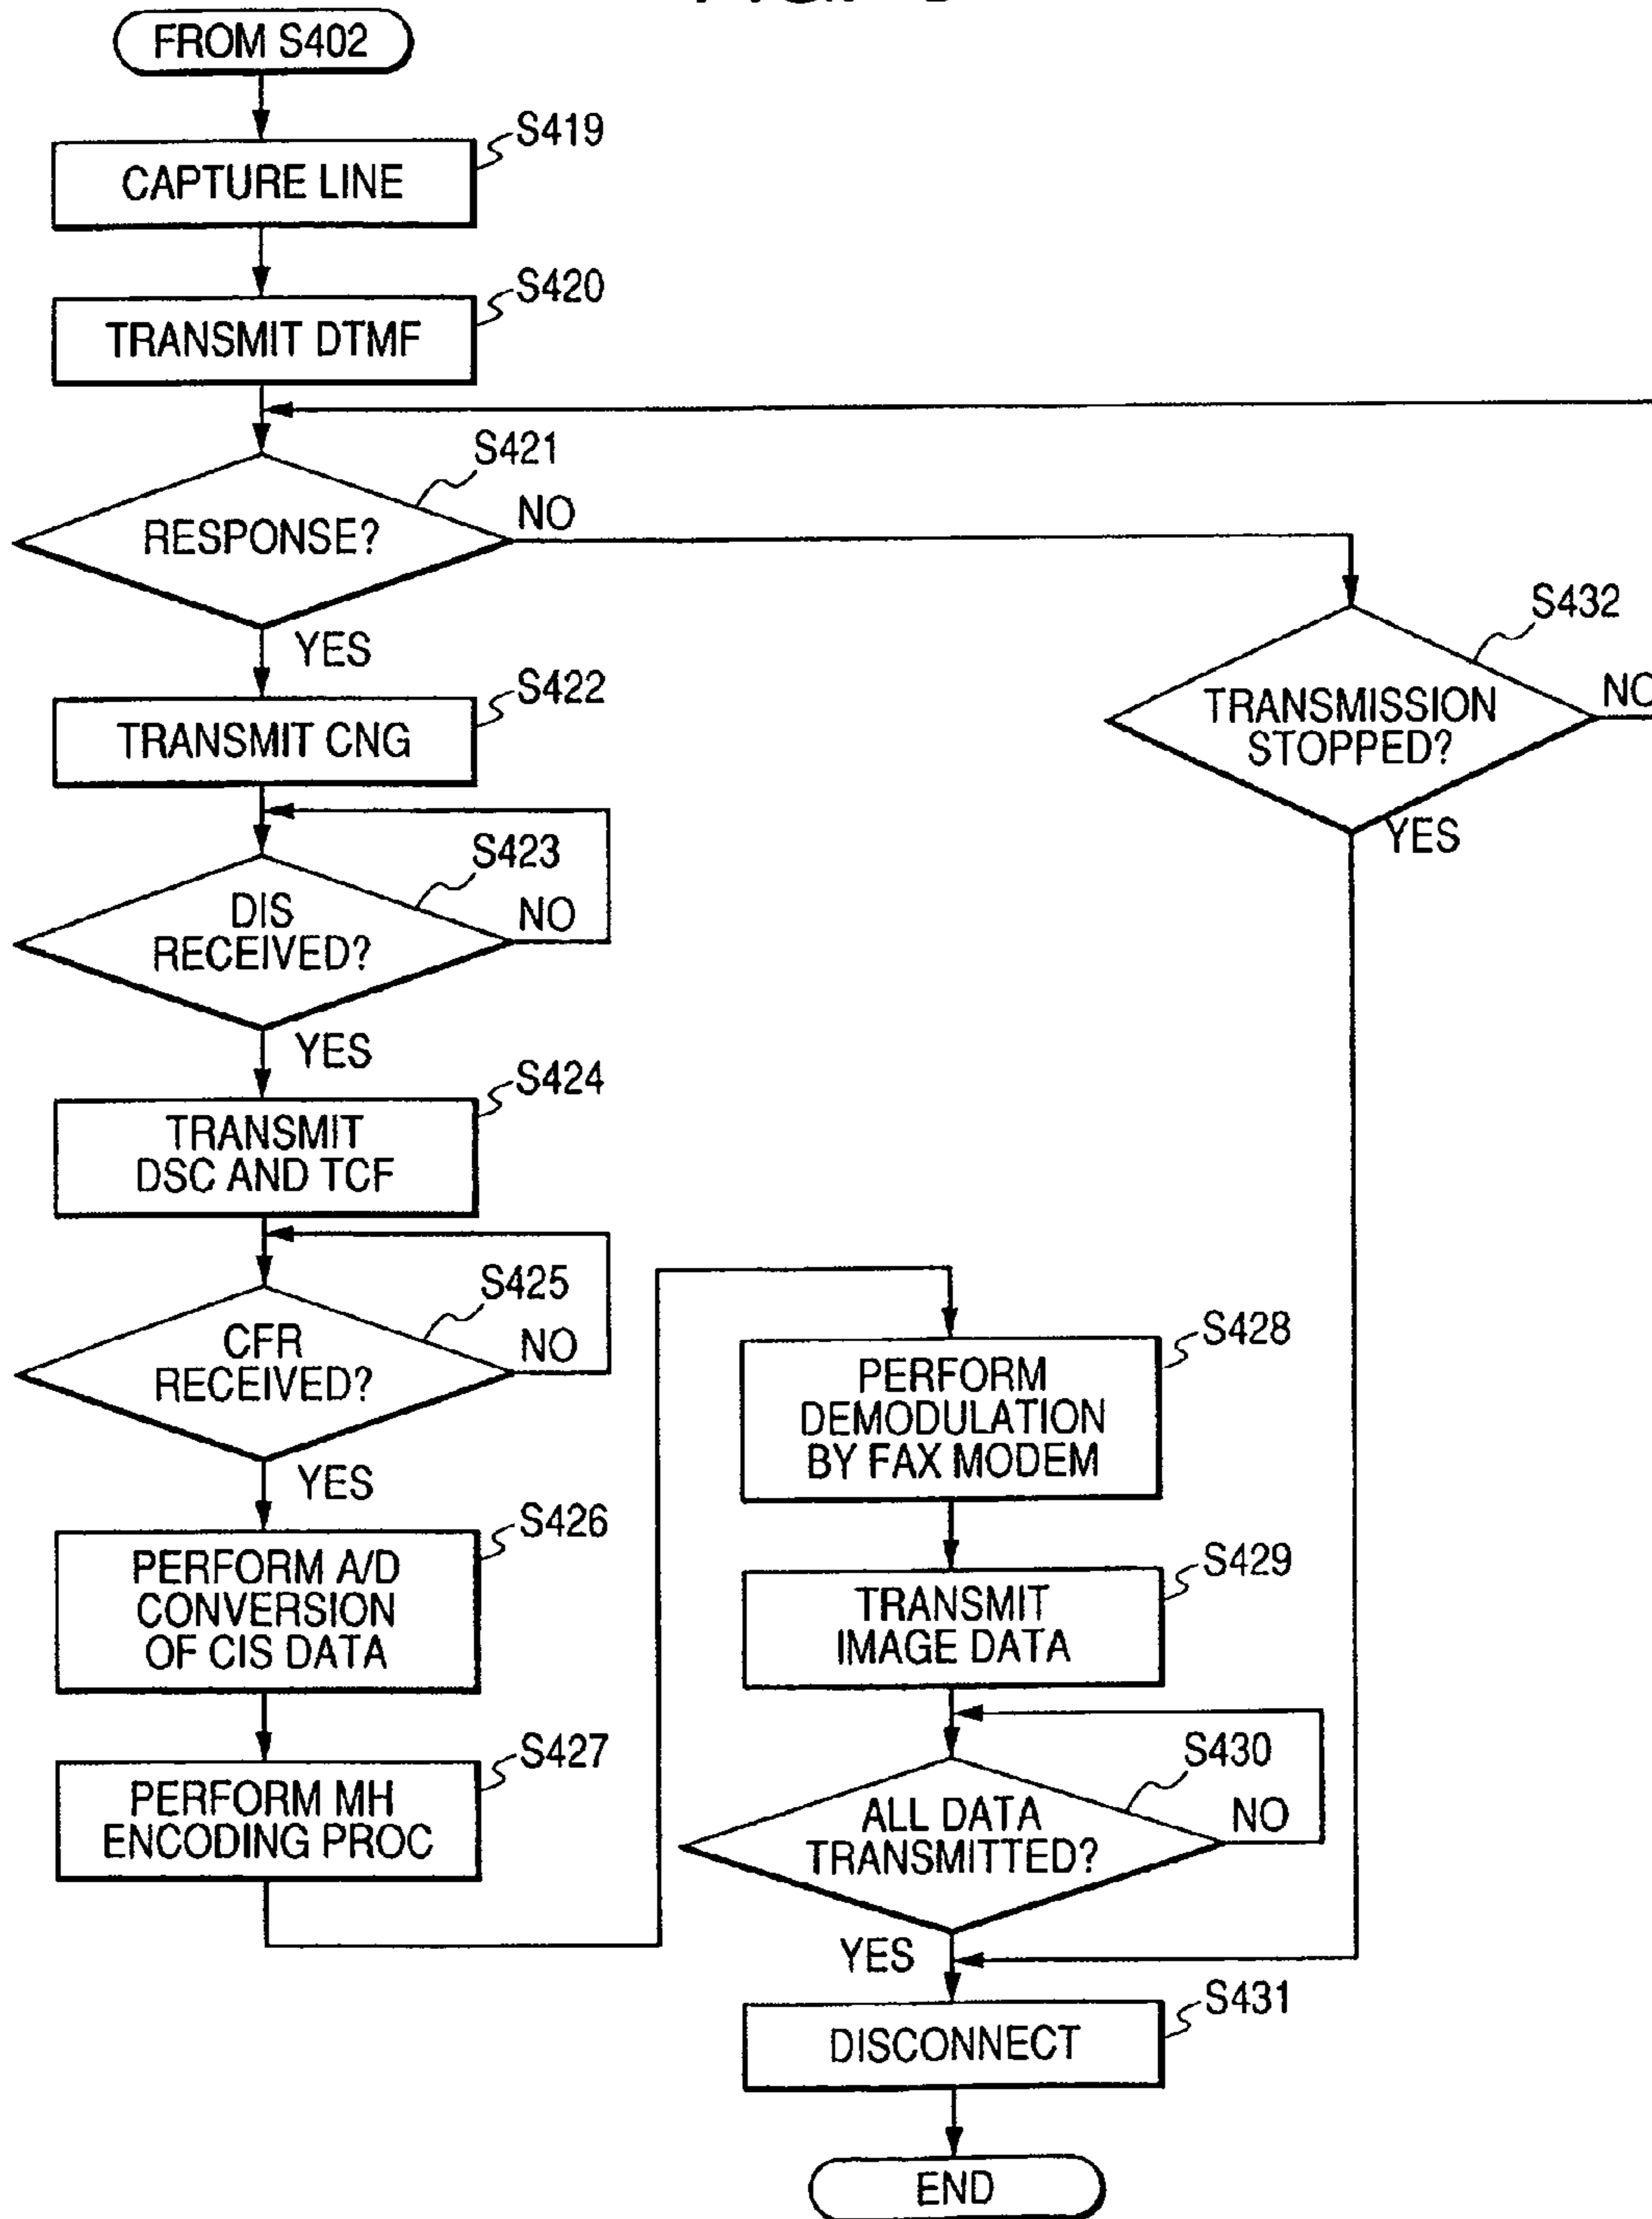 FROM S402
S419
CAPTURE LINE
S420
TRANSMIT DTMF
S421
RESPONSE?
NO
YES
S422
TRANSMIT CNG
S423
DIS
RECEIVED?
NO
YES
S424
TRANSMIT
DSC AND TCF
S425
CFR
RECEIVED?
NO
YES
S426
PERFORM A/D
CONVERSION
OF CIS DATA
S427
PERFORM MH
ENCODING PROC
S428
PERFORM
DEMODULATION
BY FAX MODEM
S429
TRANSMIT
IMAGE DATA
S430
ALL DATA
TRANSMITTED?
NO
YES
S431
DISCONNECT
END
S432
TRANSMISSION
STOPPED?
NO
YES